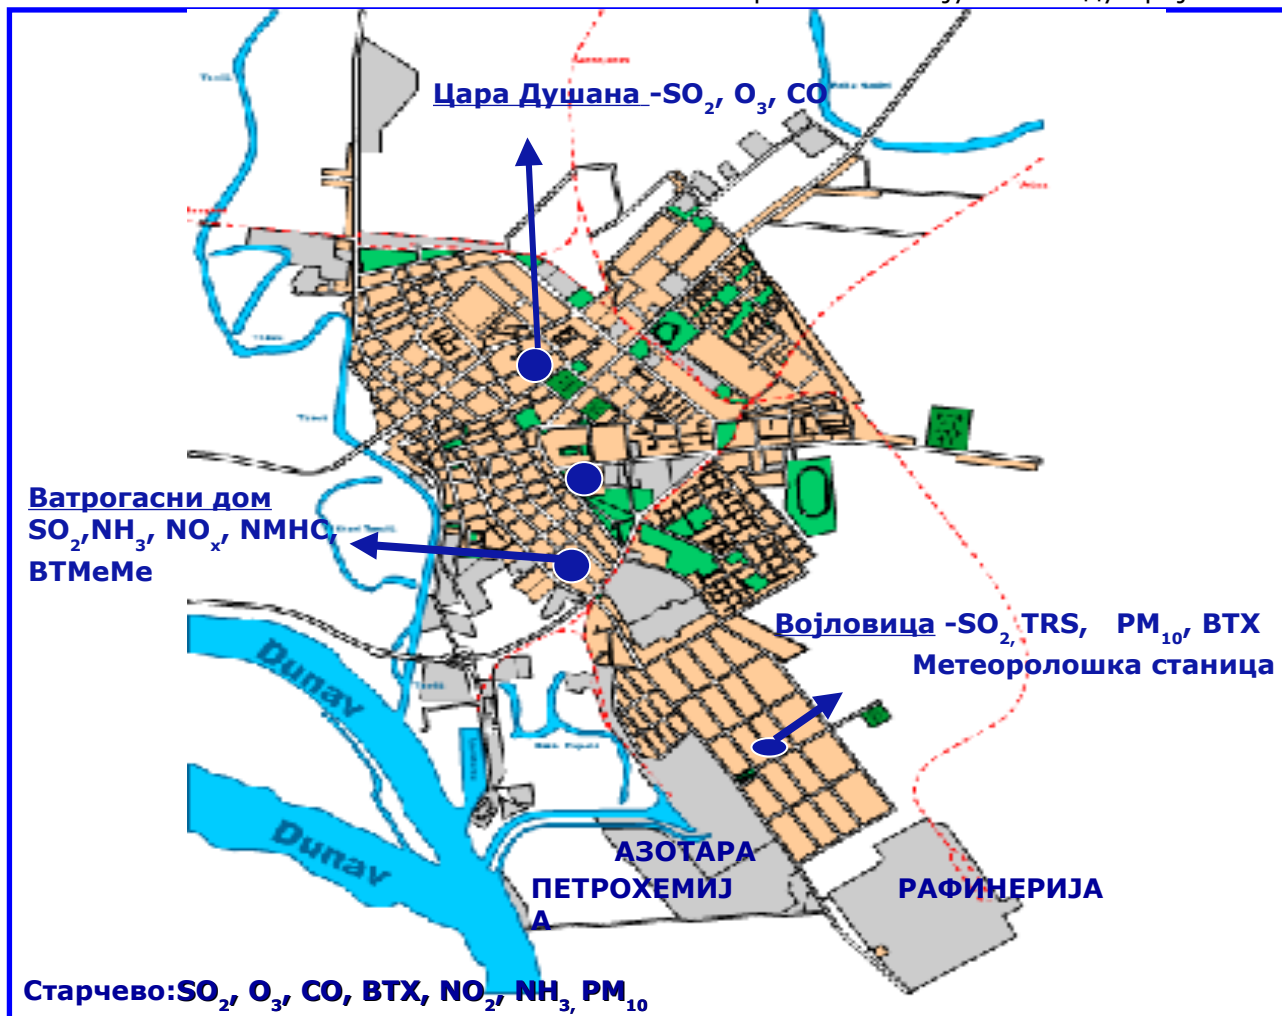 Цара Душана -SO₂, O₃, CO
Ватрогасни дом
SO₂,NH₃, NOₓ, NMHC,
BTMeMe
Војловица -SO₂, TRS, PM₁₀, BTX
Метеоролошка станица
Dunav
Dunav
АЗОТАРА
ПЕТРОХЕМИЈ
А
РАФИНЕРИЈА
Старчево:SO₂, O₃, CO, BTX, NO₂, NH₃, PM₁₀